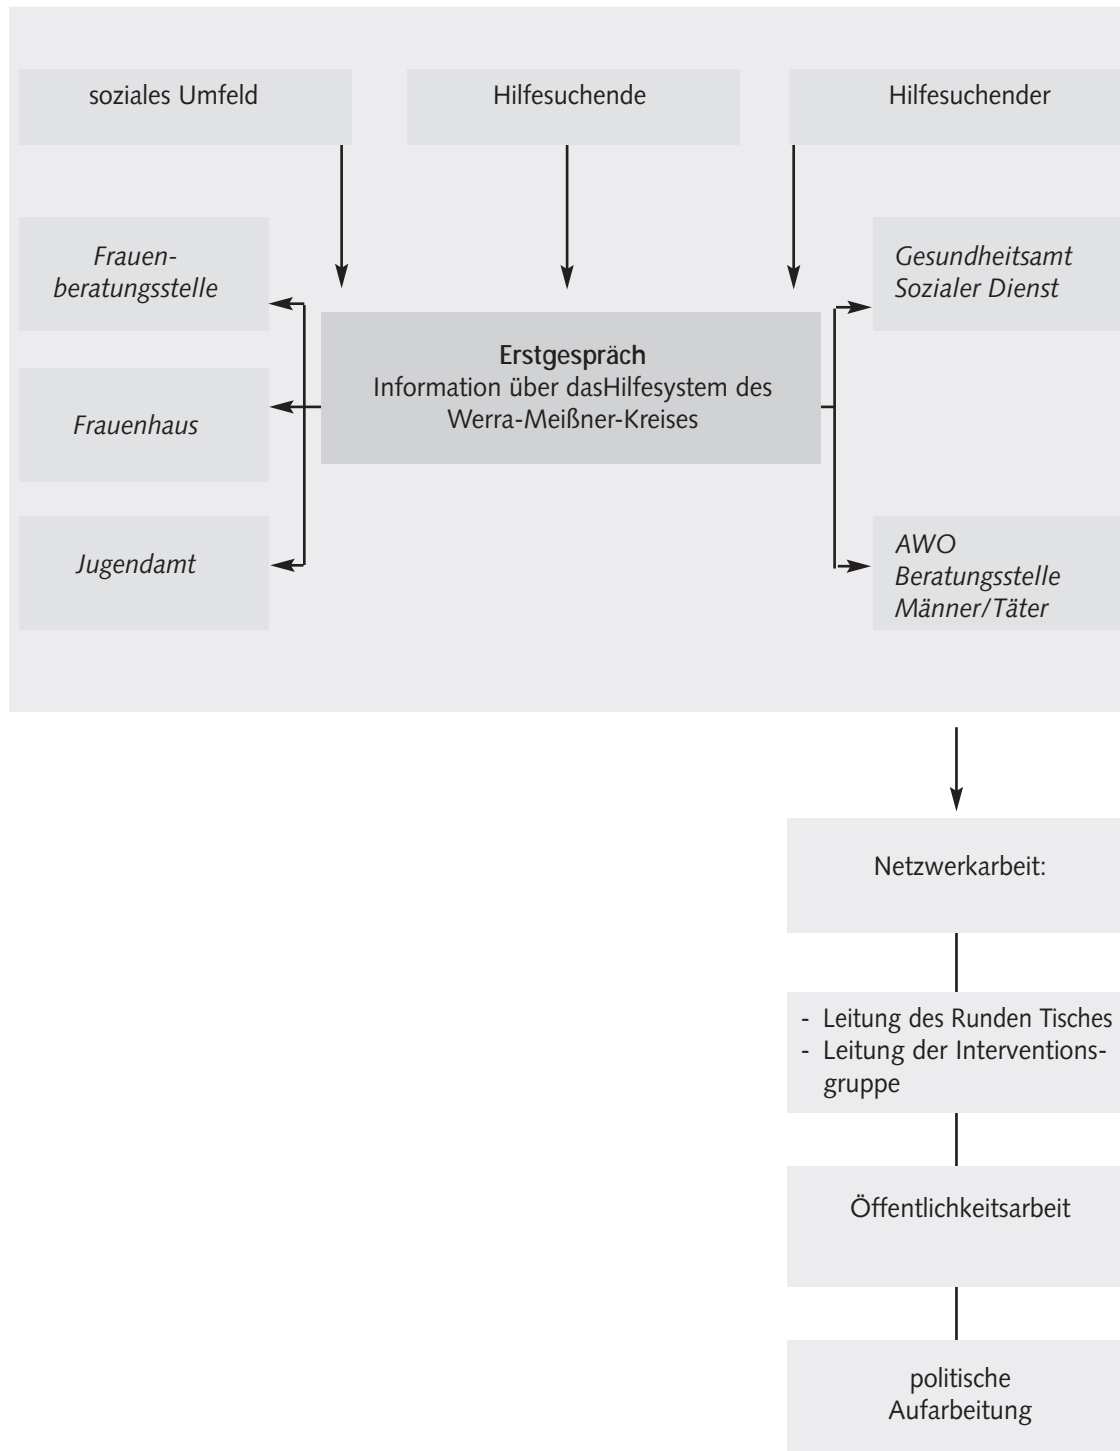 soziales Umfeld
Hilfesuchende
Hilfesuchender
Frauen-
beratungsstelle
Gesundheitsamt
Sozialer Dienst
Erstgespräch
Information über dasHilfesystem des
Werra-Meißner-Kreises
Frauenhaus
Jugendamt
AWO
Beratungsstelle
Männer/Täter
Netzwerkarbeit:
- Leitung des Runden Tisches
- Leitung der Interventions-
gruppe
Öffentlichkeitsarbeit
politische
Aufarbeitung